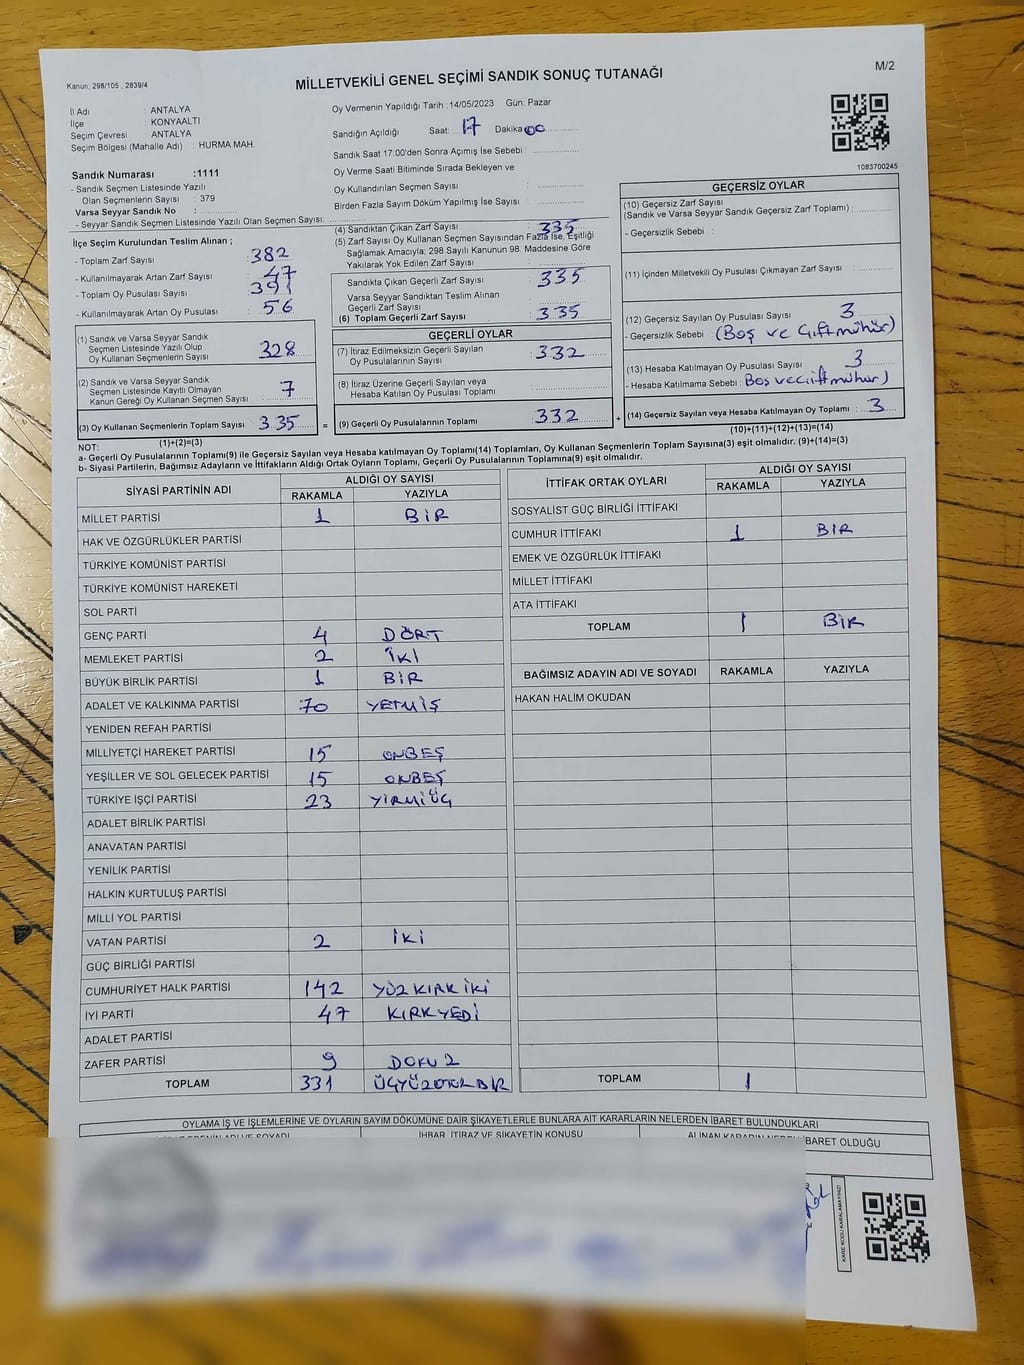 Kanun, 298/105 , 2839/4
MİLLETVEKİLİ GENEL SEÇİMİ SANDIK SONUÇ TUTANAĞI
M/2
İl Adı : ANTALYA
İlçe : KONYAALTI
Seçim Çevresi : ANTALYA
Seçim Bölgesi (Mahalle Adı) : HURMA MAH.
Oy Vermenin Yapıldığı Tarih :14/05/2023 Gün: Pazar
Sandığın Açıldığı Saat: 17 Dakika 00
Sandık Saat 17:00'den Sonra Açımış İse Sebebi :
Oy Verme Saati Bitiminde Sırada Bekleyen ve
Oy Kullandırılan Seçmen Sayısı :
Birden Fazla Sayım Döküm Yapılmış İse Sayısı :
1083700245
Sandık Numarası :1111
- Sandık Seçmen Listesinde Yazılı
Olan Seçmenlerin Sayısı : 379
Varsa Seyyar Sandık No :
- Seyyar Sandık Seçmen Listesinde Yazılı Olan Seçmen Sayısı:
İlçe Seçim Kurulundan Teslim Alınan ;
- Toplam Zarf Sayısı : 382
- Kullanılmayarak Artan Zarf Sayısı : 47
- Toplam Oy Pusulası Sayısı : 391
- Kullanılmayarak Artan Oy Pusulası : 56
(1) Sandık ve Varsa Seyyar Sandık
Seçmen Listesinde Yazılı Olup
Oy Kullanan Seçmenlerin Sayısı : 328
(2) Sandık ve Varsa Seyyar Sandık
Seçmen Listesinde Kayıtlı Olmayan
Kanun Gereği Oy Kullanan Seçmen Sayısı : 7
(3) Oy Kullanan Seçmenlerin Toplam Sayısı 335
(1)+(2)=(3)
(4) Sandıktan Çıkan Zarf Sayısı : 335
(5) Zarf Sayısı Oy Kullanan Seçmen Sayısından Fazla İse, Eşitliği
Sağlamak Amacıyla; 298 Sayılı Kanunun 98. Maddesine Göre
Yakılarak Yok Edilen Zarf Sayısı :
Sandıkta Çıkan Geçerli Zarf Sayısı : 335
Varsa Seyyar Sandıktan Teslim Alınan
Geçerli Zarf Sayısı :
(6) Toplam Geçerli Zarf Sayısı : 335
GEÇERLİ OYLAR
(7) İtiraz Edilmeksizin Geçerli Sayılan
Oy Pusulalarının Sayısı : 332
(8) İtiraz Üzerine Geçerli Sayılan veya
Hesaba Katılan Oy Pusulası Toplamı :
= (9) Geçerli Oy Pusulalarının Toplamı : 332 +
GEÇERSİZ OYLAR
(10) Geçersiz Zarf Sayısı
(Sandık ve Varsa Seyyar Sandık Geçersiz Zarf Toplamı) :
- Geçersizlik Sebebi :
(11) İçinden Milletvekili Oy Pusulası Çıkmayan Zarf Sayısı :
(12) Geçersiz Sayılan Oy Pusulası Sayısı : 3
- Geçersizlik Sebebi : (Boş ve Çift mühür)
(13) Hesaba Katılmayan Oy Pusulası Sayısı : 3
- Hesaba Katılmama Sebebi : Boş ve çift mühür)
(14) Geçersiz Sayılan veya Hesaba Katılmayan Oy Toplamı : 3
(10)+(11)+(12)+(13)=(14)
NOT:
a- Geçerli Oy Pusulalarının Toplamı(9) ile Geçersiz Sayılan veya Hesaba katılmayan Oy Toplamı(14) Toplamları, Oy Kullanan Seçmenlerin Toplam Sayısına(3) eşit olmalıdır. (9)+(14)=(3)
b- Siyasi Partilerin, Bağımsız Adayların ve İttifakların Aldığı Ortak Oyların Toplamı, Geçerli Oy Pusulalarının Toplamına(9) eşit olmalıdır.
SİYASİ PARTİNİN ADI ALDIĞI OY SAYISI
RAKAMLA YAZIYLA
MİLLET PARTİSİ 1 BİR
HAK VE ÖZGÜRLÜKLER PARTİSİ
TÜRKİYE KOMÜNİST PARTİSİ
TÜRKİYE KOMÜNİST HAREKETİ
SOL PARTİ
GENÇ PARTİ 4 DÖRT
MEMLEKET PARTİSİ 2 İKİ
BÜYÜK BİRLİK PARTİSİ 1 BİR
ADALET VE KALKINMA PARTİSİ 70 YETMİŞ
YENİDEN REFAH PARTİSİ
MİLLİYETÇİ HAREKET PARTİSİ 15 ONBEŞ
YEŞİLLER VE SOL GELECEK PARTİSİ 15 ONBEŞ
TÜRKİYE İŞÇİ PARTİSİ 23 YİRMİÜÇ
ADALET BİRLİK PARTİSİ
ANAVATAN PARTİSİ
YENİLİK PARTİSİ
HALKIN KURTULUŞ PARTİSİ
MİLLİ YOL PARTİSİ
VATAN PARTİSİ 2 İKİ
GÜÇ BİRLİĞİ PARTİSİ
CUMHURİYET HALK PARTİSİ 142 YÜZ KIRK İKİ
İYİ PARTİ 47 KIRKYEDİ
ADALET PARTİSİ
ZAFER PARTİSİ 9 DOKUZ
TOPLAM 331 ÜÇYÜZOTUZBİR
İTTİFAK ORTAK OYLARI ALDIĞI OY SAYISI
RAKAMLA YAZIYLA
SOSYALİST GÜÇ BİRLİĞİ İTTİFAKI
CUMHUR İTTİFAKI 1 BİR
EMEK VE ÖZGÜRLÜK İTTİFAKI
MİLLET İTTİFAKI
ATA İTTİFAKI
TOPLAM 1 BİR
BAĞIMSIZ ADAYIN ADI VE SOYADI RAKAMLA YAZIYLA
HAKAN HALİM OKUDAN
TOPLAM 1
OYLAMA İŞ VE İŞLEMLERİNE VE OYLARIN SAYIM DÖKÜMÜNE DAİR ŞİKAYETLERLE BUNLARA AİT KARARLARIN NELERDEN İBARET BULUNDUKLARI
İHBAR, İTİRAZ VE ŞİKAYETİN KONUSU
ALINAN KARARIN NEDEN İBARET OLDUĞU
KARE KODU KARALAMAYINIZ!